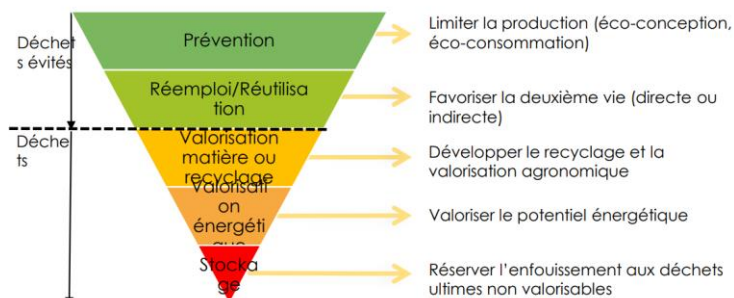 Déchet
s évités
Prévention
Limiter la production (éco-conception,
éco-consommation)
Réemploi/Réutilisa
tion
Favoriser la deuxième vie (directe ou
indirecte)
Déche
ts
Valorisation
matière ou
recyclage
Développer le recyclage et la
valorisation agronomique
Valorisati
on
énergéti
que
Valoriser le potentiel énergétique
Stocka
ge
Réserver l’enfouissement aux déchets
ultimes non valorisables